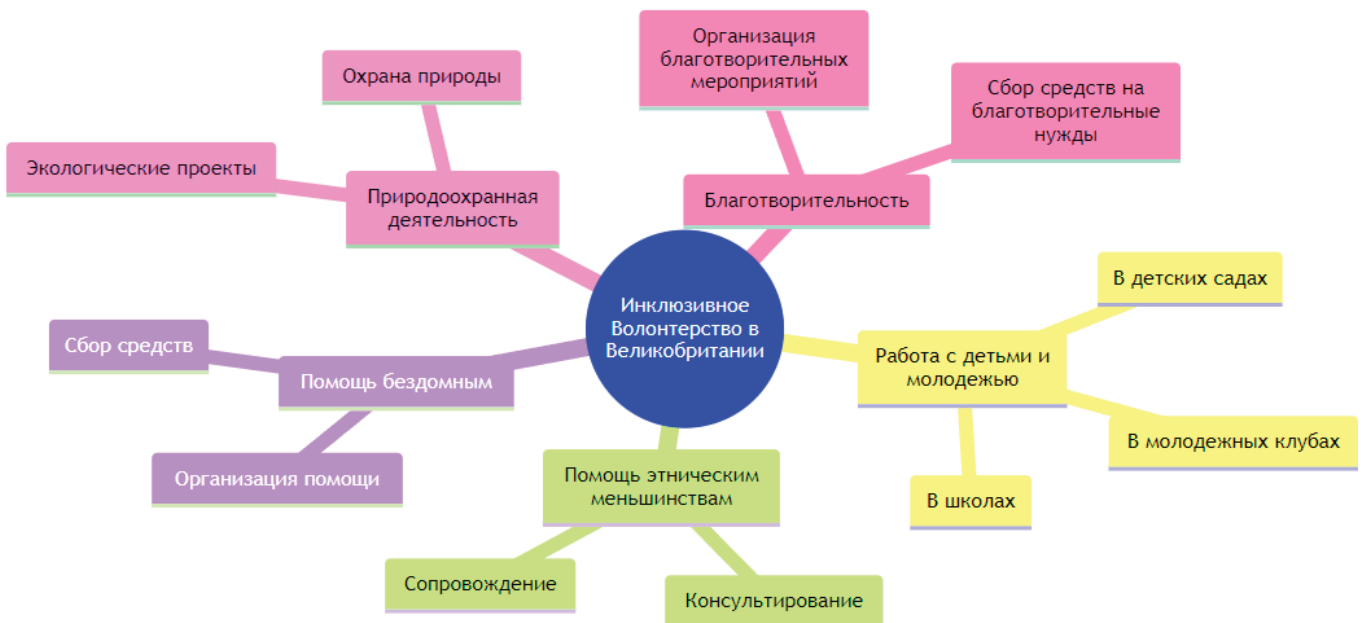 Организация
благотворительных
мероприятий
Охрана природы
Сбор средств на
благотворительные
нужды
Экологические проекты
Природоохранная
деятельность
Благотворительность
В детских садах
Инклюзивное
Волонтерство в
Великобритании
Сбор средств
Помощь бездомным
Работа с детьми и
молодежью
В молодежных клубах
Организация помощи
Помощь этническим
меньшинствам
В школах
Сопровождение
Консультирование